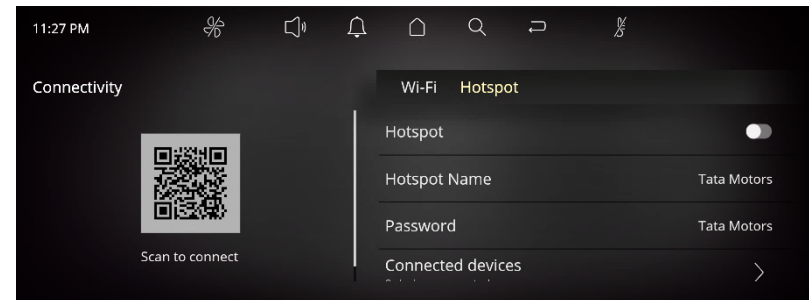 11:27 PM
Connectivity
Wi-Fi Hotspot
Hotspot
Hotspot Name Tata Motors
Password Tata Motors
Connected devices
Scan to connect